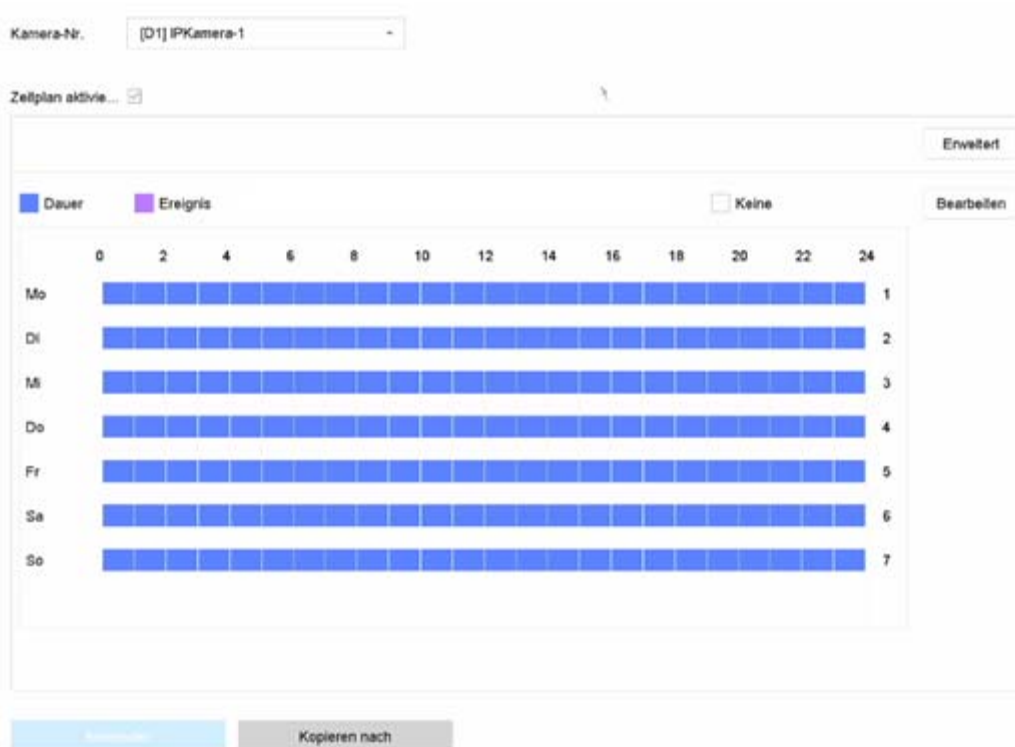 Kamera-Nr. [D1] IPKamera-1
Zeitplan aktivie...
Erweitert
Dauer Ereignis Keine Bearbeiten
0 2 4 6 8 10 12 14 16 18 20 22 24
Mo 1
Di 2
Mi 3
Do 4
Fr 5
Sa 6
So 7
Kopieren nach